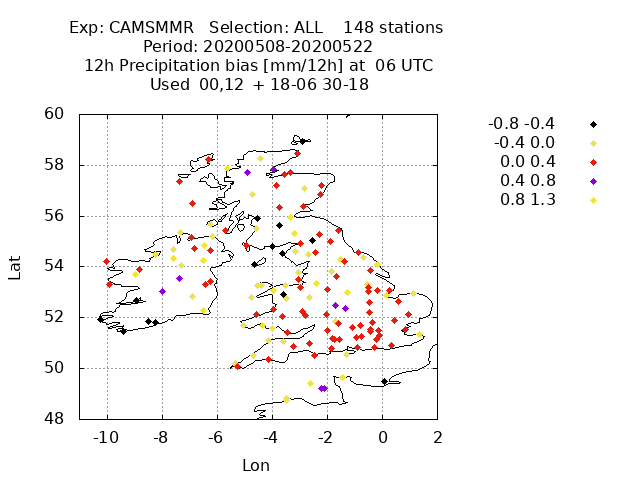 Exp: CAMSMMR   Selection: ALL    148 stations
Period: 20200508-20200522
12h Precipitation bias [mm/12h] at  06 UTC
Used  00,12  + 18-06 30-18
-0.8 -0.4
-0.4 0.0
0.0 0.4
0.4 0.8
0.8 1.3
60
58
56
54
52
50
48
Lat
-10 -8 -6 -4 -2 0 2
Lon